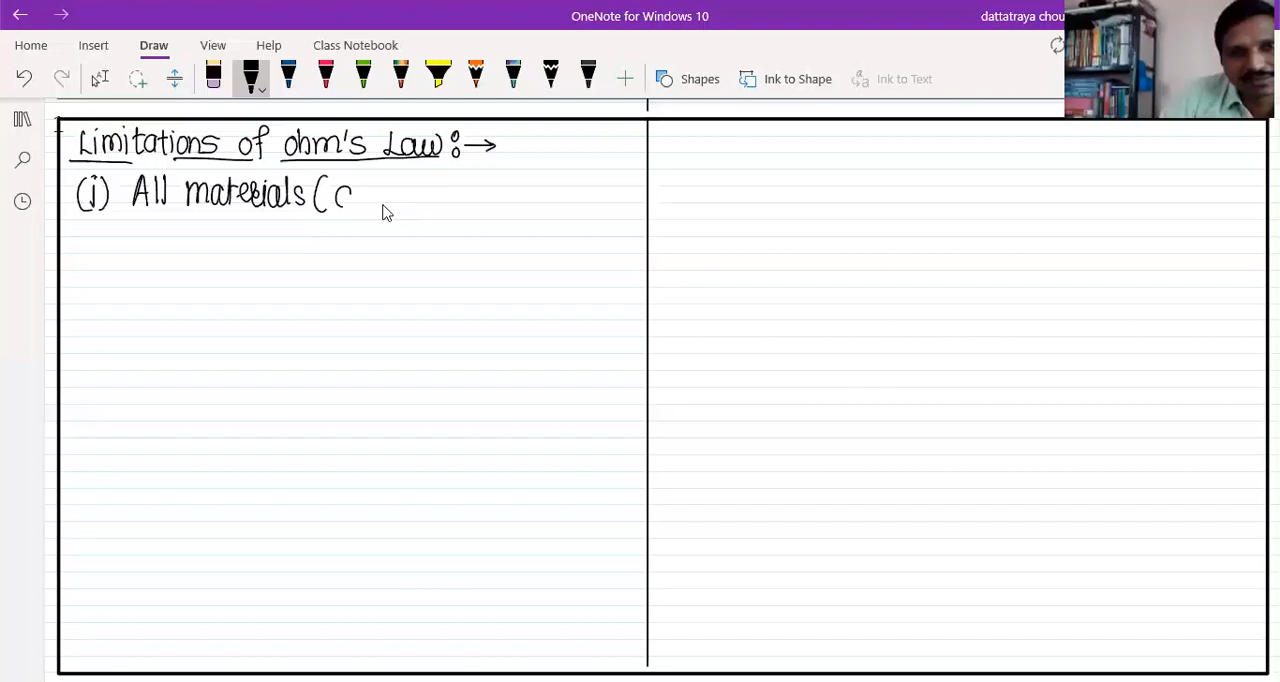 OneNote for Windows 10
dattatraya chou
Home Insert Draw View Help Class Notebook
Shapes Ink to Shape Ink to Text
Limitations of ohm's Law :→
(i) All materials ( c